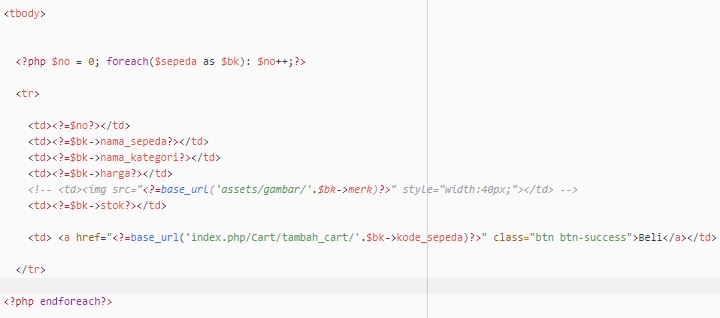 <tbody>
<?php $no = 0; foreach($sepeda as $bk): $no++;?>
<tr>
<td><?=$no?></td>
<td><?=$bk->nama_sepeda?></td>
<td><?=$bk->nama_kategori?></td>
<td><?=$bk->harga?></td>
<!-- <td><img src="<?=base_url('assets/gambar/'.$bk->merk)?>" style="width:40px;"></td> -->
<td><?=$bk->stok?></td>
<td> <a href="<?=base_url('index.php/Cart/tambah_cart/'.$bk->kode_sepeda)?>" class="btn btn-success">Beli</a></td>
</tr>
<?php endforeach?>